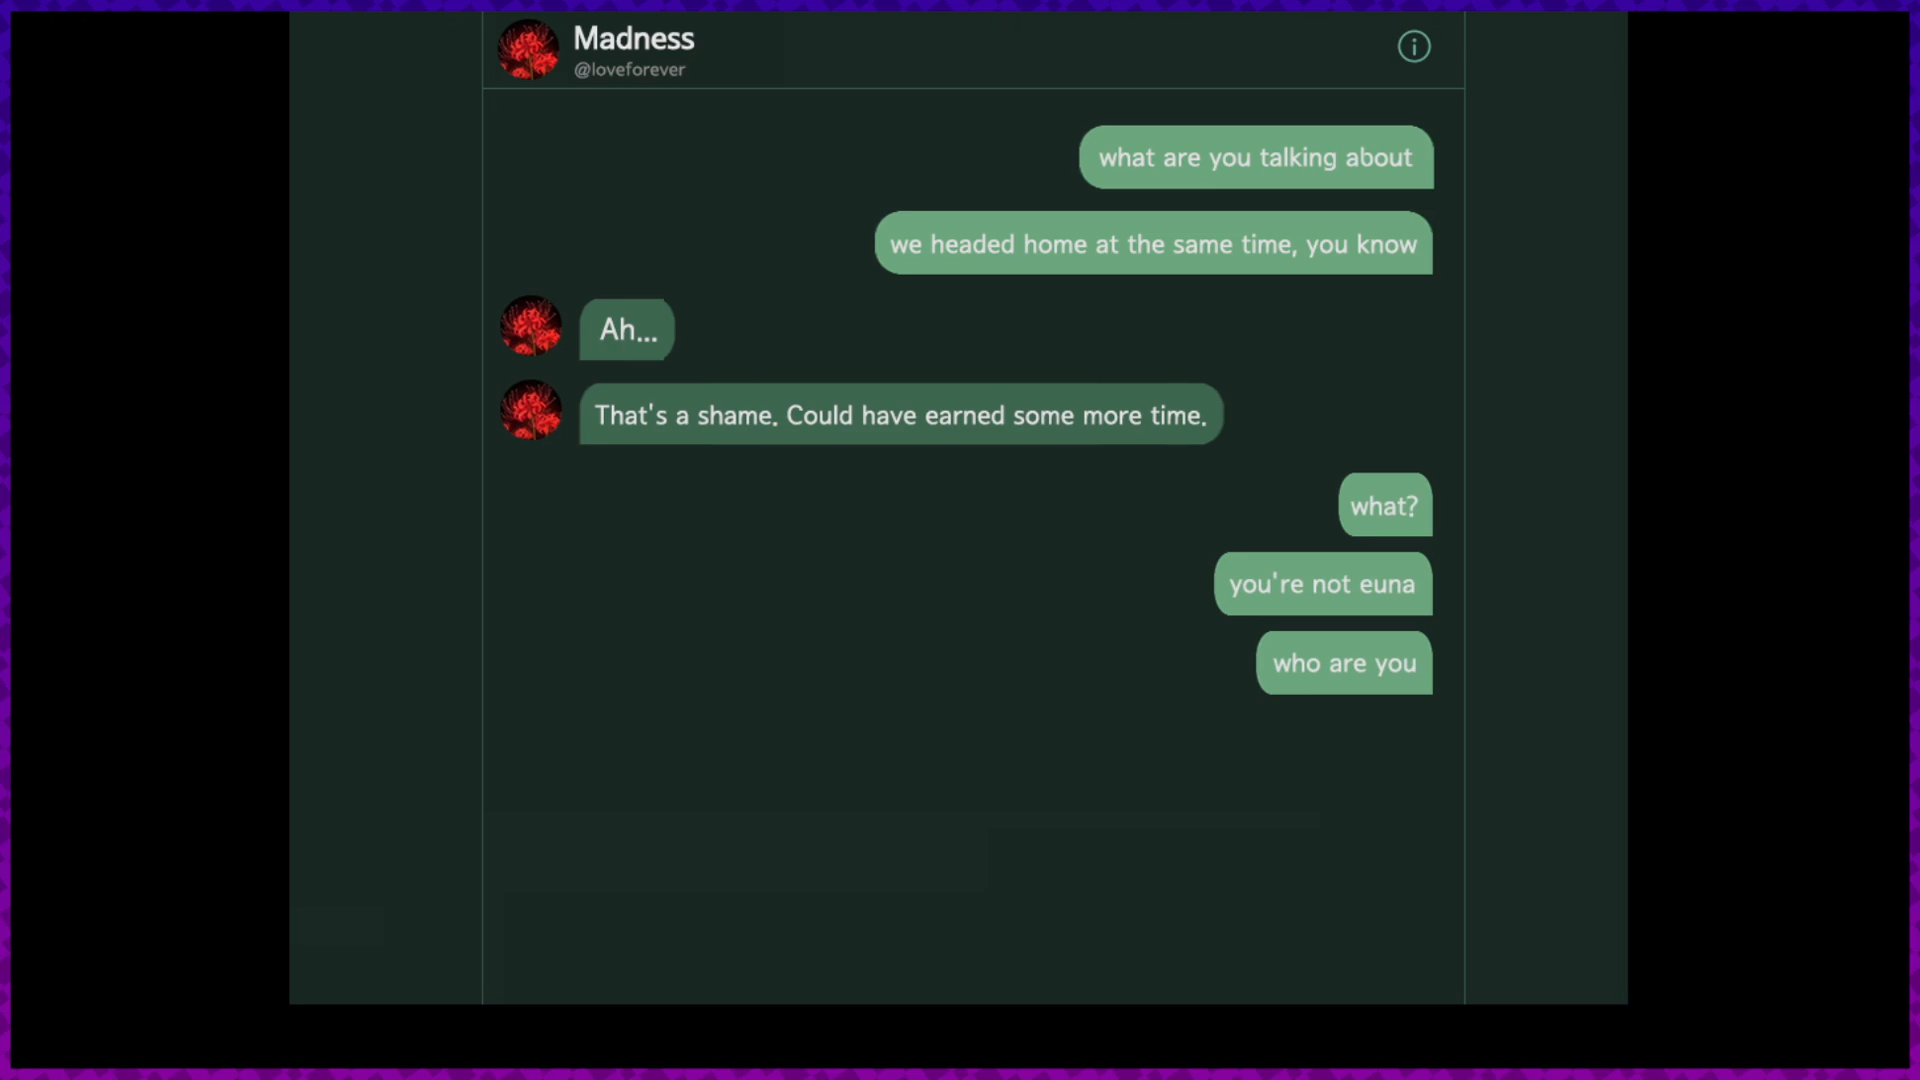 Madness
@loveforever
what are you talking about
we headed home at the same time, you know
Ah...
That's a shame. Could have earned some more time.
what?
you're not euna
who are you